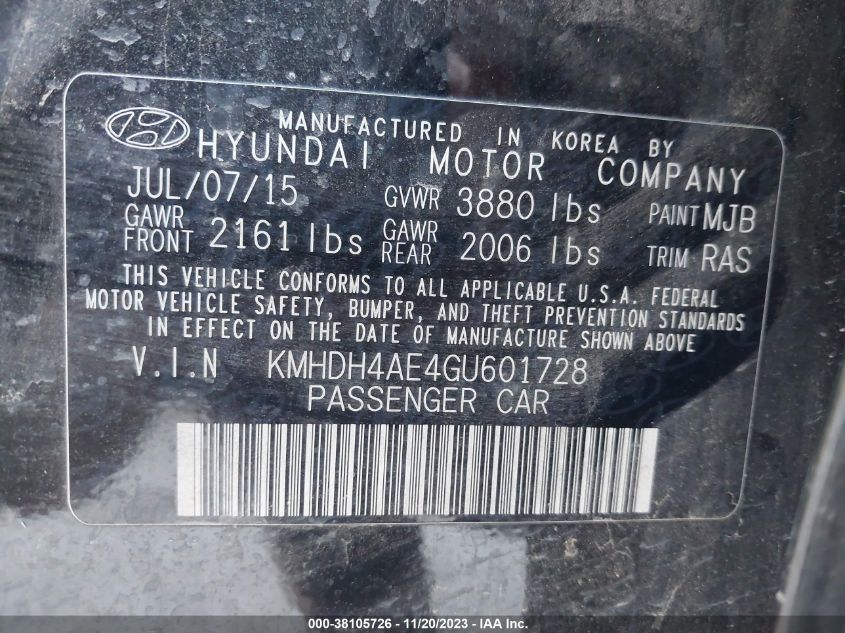 MANUFACTURED IN KOREA BY
HYUNDAI MOTOR COMPANY
JUL/07/15 GVWR 3880 lbs PAINT MJB
GAWR FRONT 2161 lbs GAWR REAR 2006 lbs TRIM RAS
THIS VEHICLE CONFORMS TO ALL APPLICABLE U.S.A. FEDERAL
MOTOR VEHICLE SAFETY, BUMPER, AND THEFT PREVENTION STANDARDS
IN EFFECT ON THE DATE OF MANUFACTURE SHOWN ABOVE
V.I.N KMHDH4AE4GU601728
PASSENGER CAR
000-38105726 - 11/20/2023 - IAA Inc.